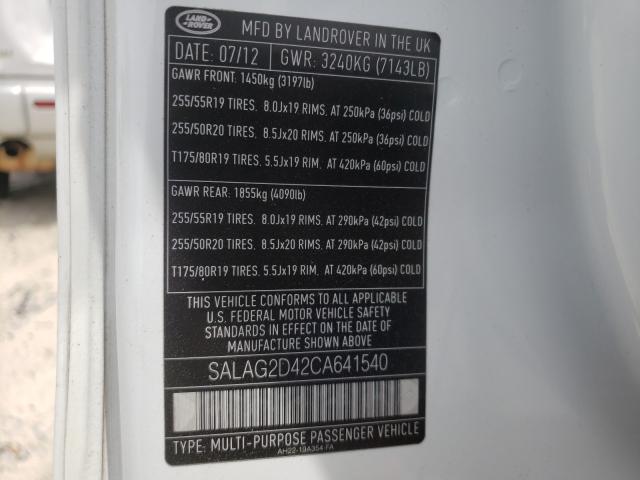 LAND
ROVER
MFD BY LANDROVER IN THE UK
DATE: 07/12 GWR: 3240KG (7143LB)
GAWR FRONT: 1450kg (3197lb)
255/55R19 TIRES. 8.0Jx19 RIMS. AT 250kPa (36psi) COLD
255/50R20 TIRES. 8.5Jx20 RIMS. AT 250kPa (36psi) COLD
T175/80R19 TIRES. 5.5Jx19 RIM. AT 420kPa (60psi) COLD
GAWR REAR: 1855kg (4090lb)
255/55R19 TIRES. 8.0Jx19 RIMS. AT 290kPa (42psi) COLD
255/50R20 TIRES. 8.5Jx20 RIMS. AT 290kPa (42psi) COLD
T175/80R19 TIRES. 5.5Jx19 RIM. AT 420kPa (60psi) COLD
THIS VEHICLE CONFORMS TO ALL APPLICABLE
U.S. FEDERAL MOTOR VEHICLE SAFETY
STANDARDS IN EFFECT ON THE DATE OF
MANUFACTURE SHOWN ABOVE
SALAG2D42CA641540
TYPE: MULTI-PURPOSE PASSENGER VEHICLE
AH22-19A354-FA